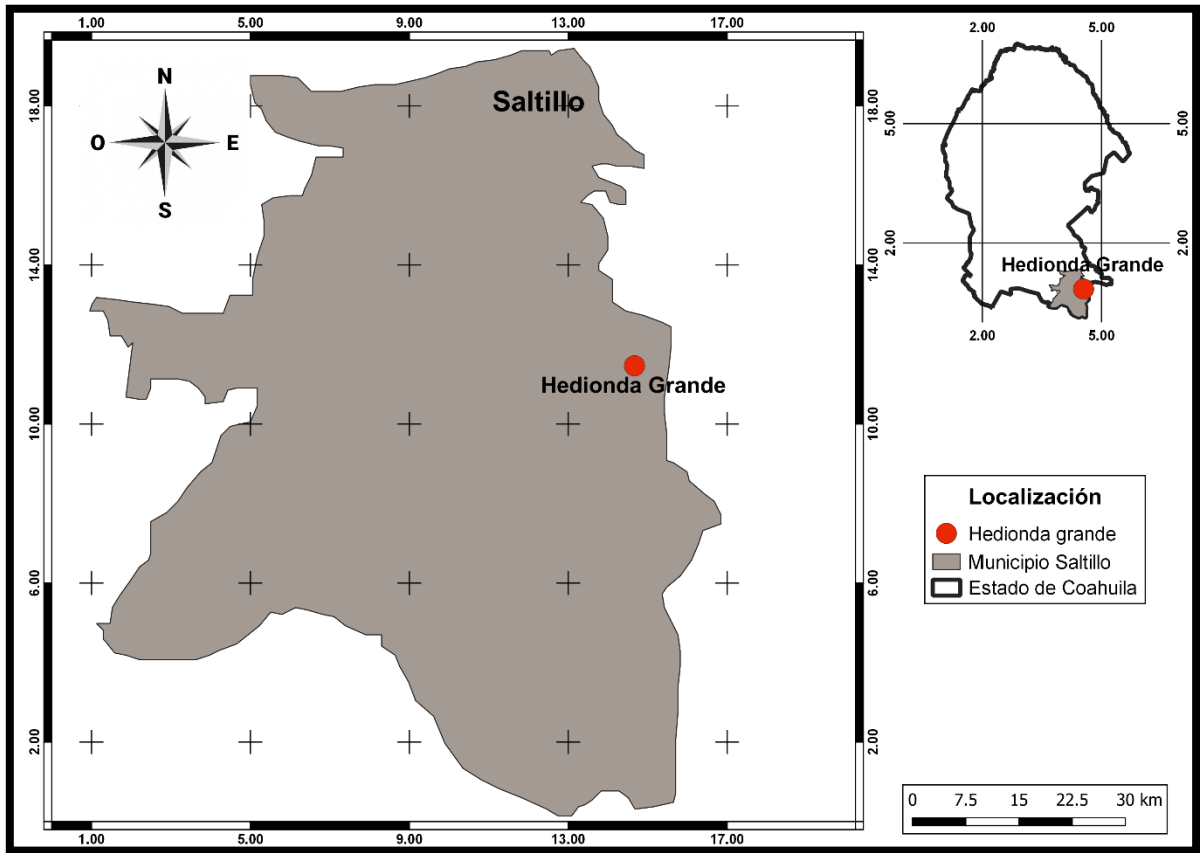 1.00 5.00 9.00 13.00 17.00
N
O E
S
Saltillo
Hedionda Grande
18.00 14.00 10.00 6.00 2.00
18.00 14.00 10.00 6.00 2.00
1.00 5.00 9.00 13.00 17.00
2.00 5.00
5.00 5.00
2.00 2.00
Hedionda Grande
2.00 5.00
Localización
Hedionda grande
Municipio Saltillo
Estado de Coahuila
0 7.5 15 22.5 30 km